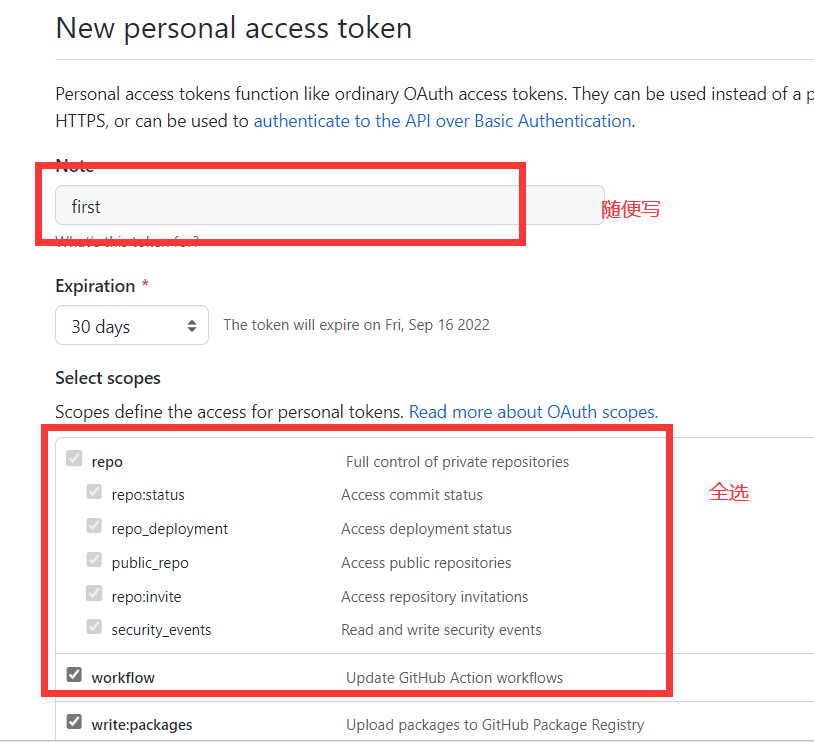 New personal access token
Personal access tokens function like ordinary OAuth access tokens. They can be used instead of a p
HTTPS, or can be used to authenticate to the API over Basic Authentication.
Note
first
随便写
What's this token for?
Expiration *
30 days
The token will expire on Fri, Sep 16 2022
Select scopes
Scopes define the access for personal tokens. Read more about OAuth scopes.
repo Full control of private repositories
全选
repo:status Access commit status
repo_deployment Access deployment status
public_repo Access public repositories
repo:invite Access repository invitations
security_events Read and write security events
workflow Update GitHub Action workflows
write:packages Upload packages to GitHub Package Registry